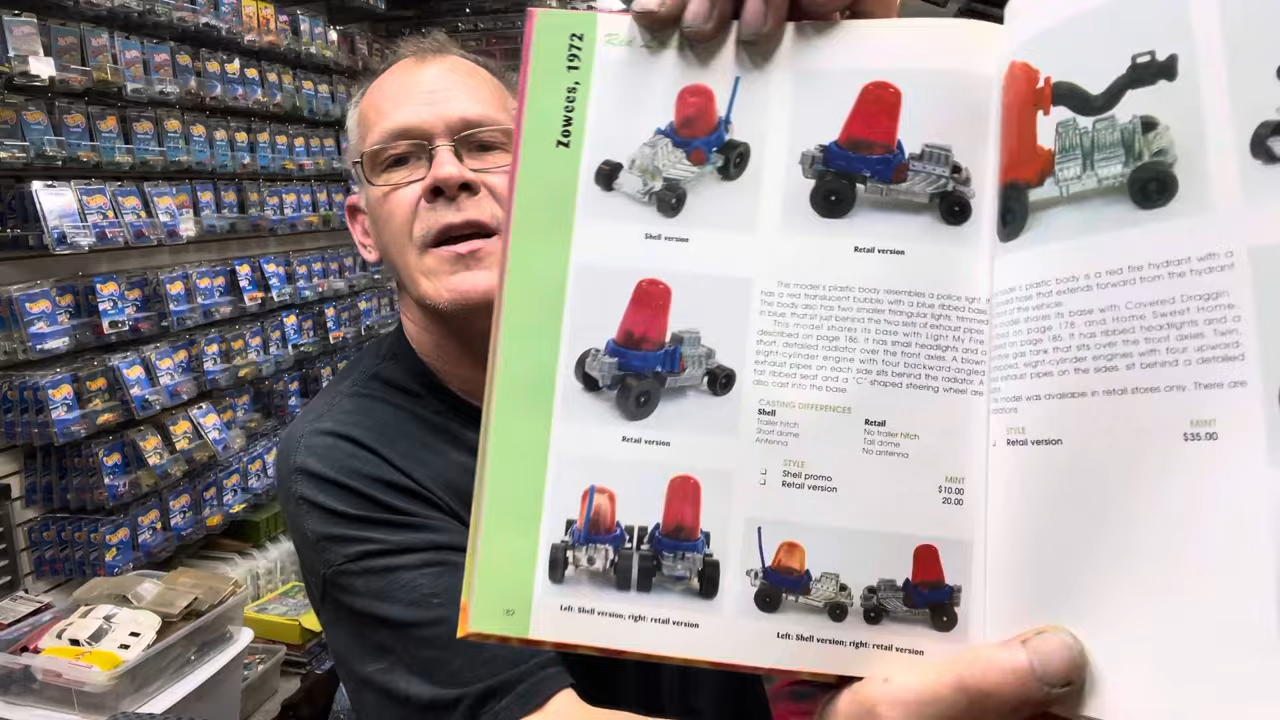 Zowees, 1972
Shell version
Retail version
Retail version
Left: Shell version; right: retail version
182
This model's plastic body resembles a police light. It
has a red translucent bubble with a blue ribbed base.
The body also has two smaller triangular lights, trimmed
in blue, that sit just behind the two sets of exhaust pipes.
This model shares its base with Light My Fire
described on page 186. It has small headlights and a
short, detailed radiator over the front axles. A blown
eight-cylinder engine with four backward-angled
exhaust pipes on each side sits behind the radiator. A
fat ribbed seat and a "C"-shaped steering wheel are
also cast into the base.
CASTING DIFFERENCES
Shell Retail
Trailer hitch No trailer hitch
Short dome Tall dome
Antenna No antenna
STYLE MINT
Shell promo $10.00
Retail version 20.00
Left: Shell version; right: retail version
plastic body is a red fire hydrant with a
hose that extends forward from the hydrant
of the vehicle.
model shares its base with Covered Draggin
on page 178, and Home Sweet Home
on page 185. It has ribbed headlights and a
gas tank that sits over the front axles. Twin,
eight-cylinder engines with four upward-
exhaust pipes on the sides, sit behind a detailed
model was available in retail stores only. There are
STYLE MINT
Retail version $35.00